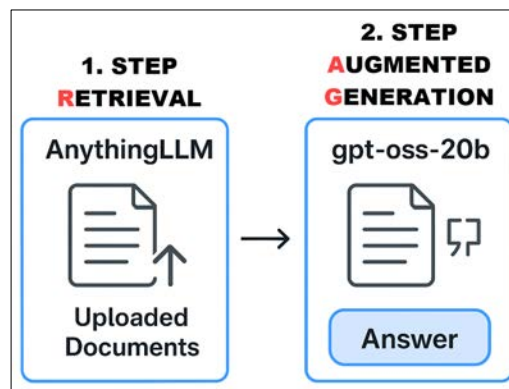 1. STEP
RETRIEVAL
AnythingLLM
Uploaded
Documents
2. STEP
AUGMENTED
GENERATION
gpt-oss-20b
Answer